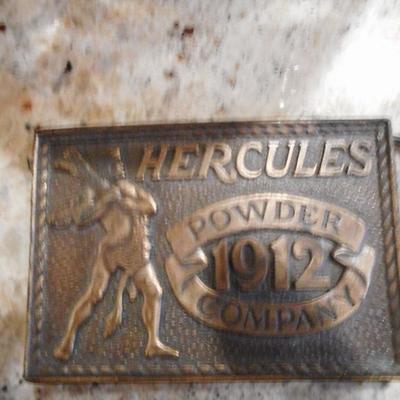 HERCULES
POWDER
1912
COMPANY